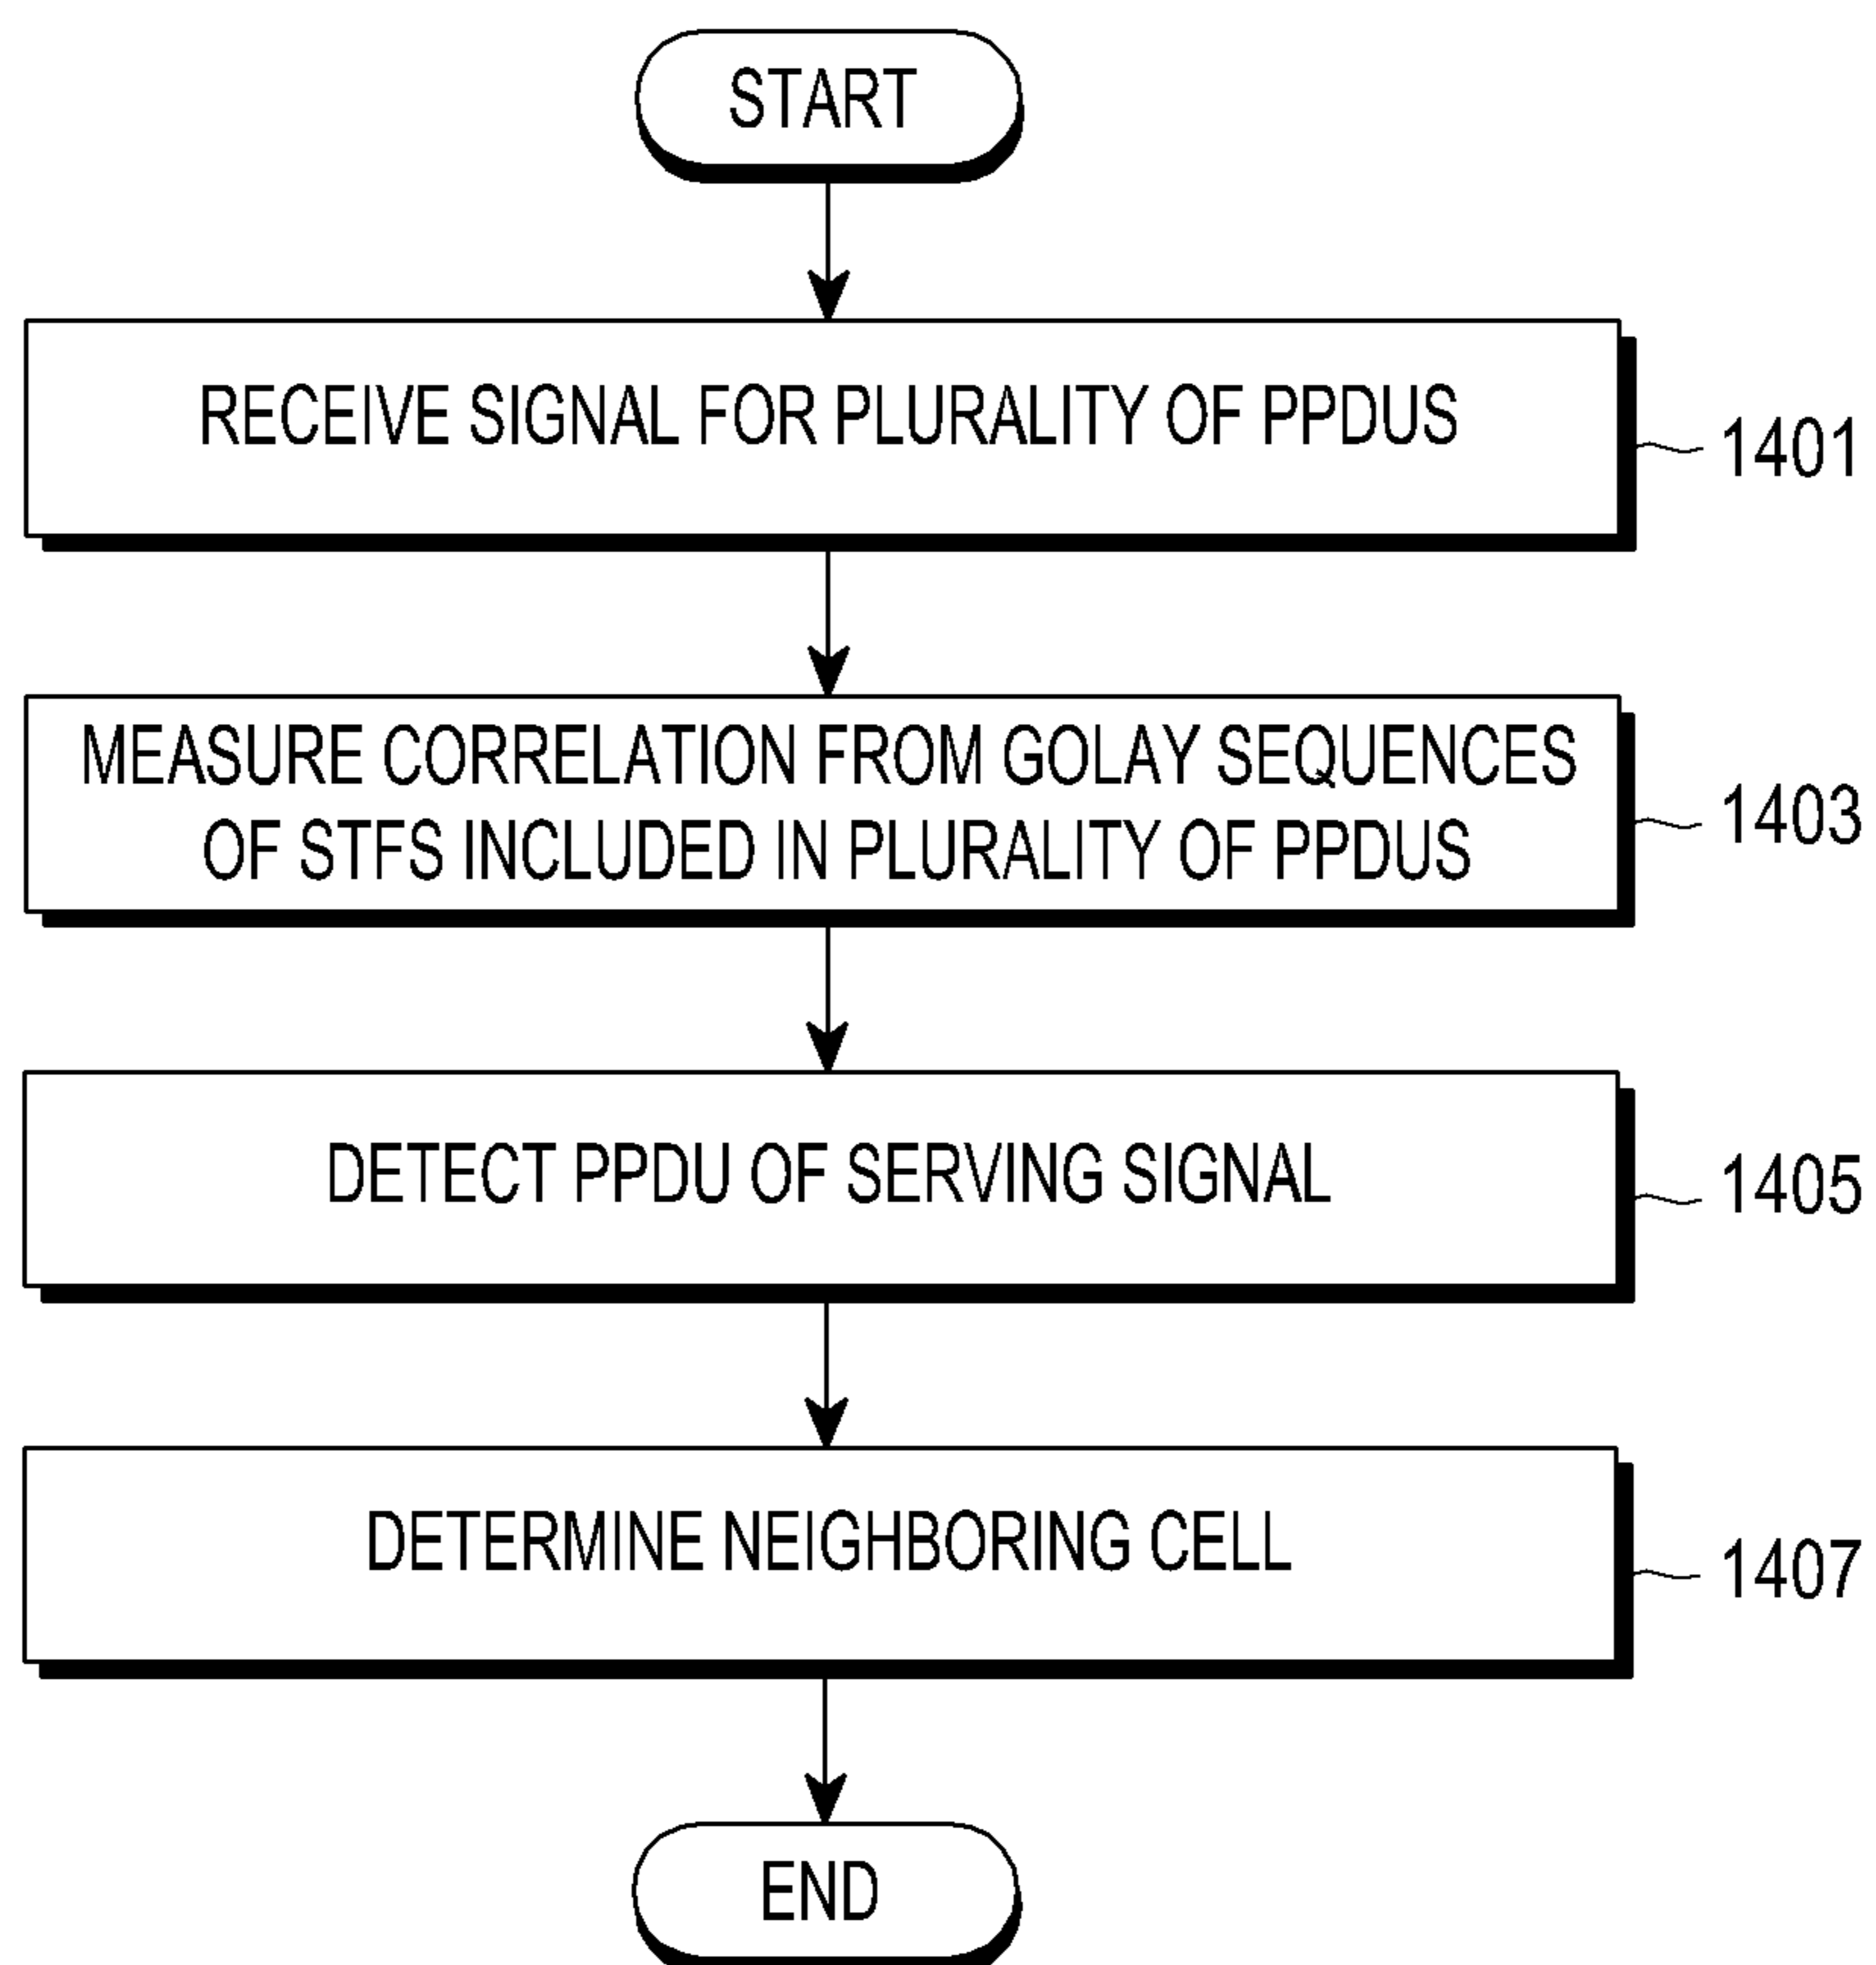 START
RECEIVE SIGNAL FOR PLURALITY OF PPDUS
1401
MEASURE CORRELATION FROM GOLAY SEQUENCES
OF STFS INCLUDED IN PLURALITY OF PPDUS
1403
DETECT PPDU OF SERVING SIGNAL
1405
DETERMINE NEIGHBORING CELL
1407
END